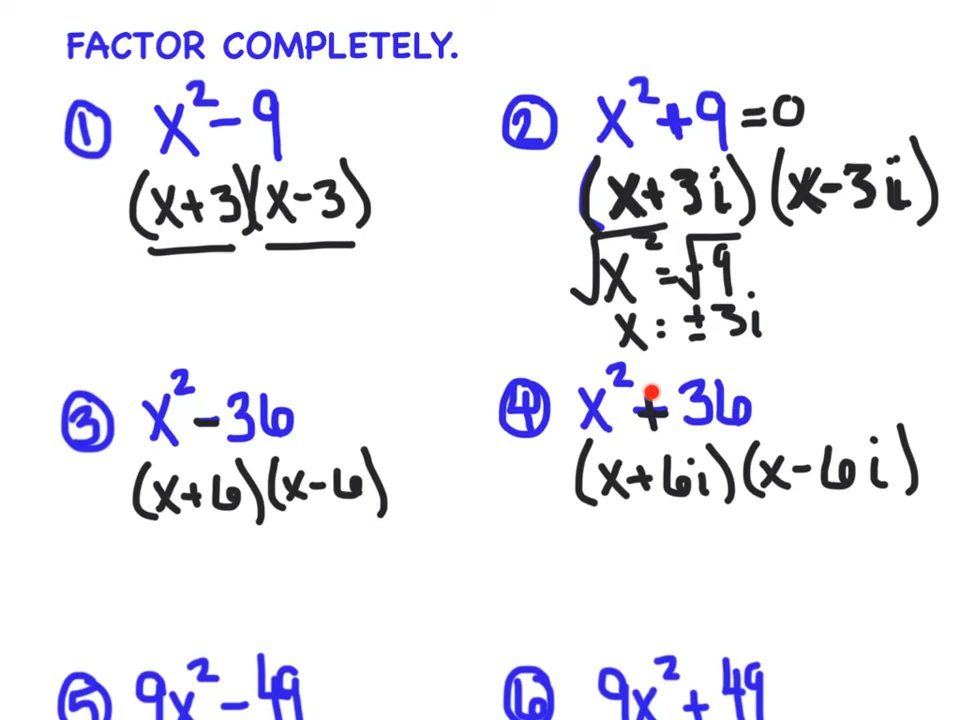 FACTOR COMPLETELY.
① x² - 9
(x+3)(x-3)
② x² + 9 = 0
(x+3i)(x-3i)
√x² = √-9
x = ±3i
③ x² - 36
(x+6)(x-6)
④ x² + 36
(x+6i)(x-6i)
⑤ 9x² - 49
⑥ 9x² + 49